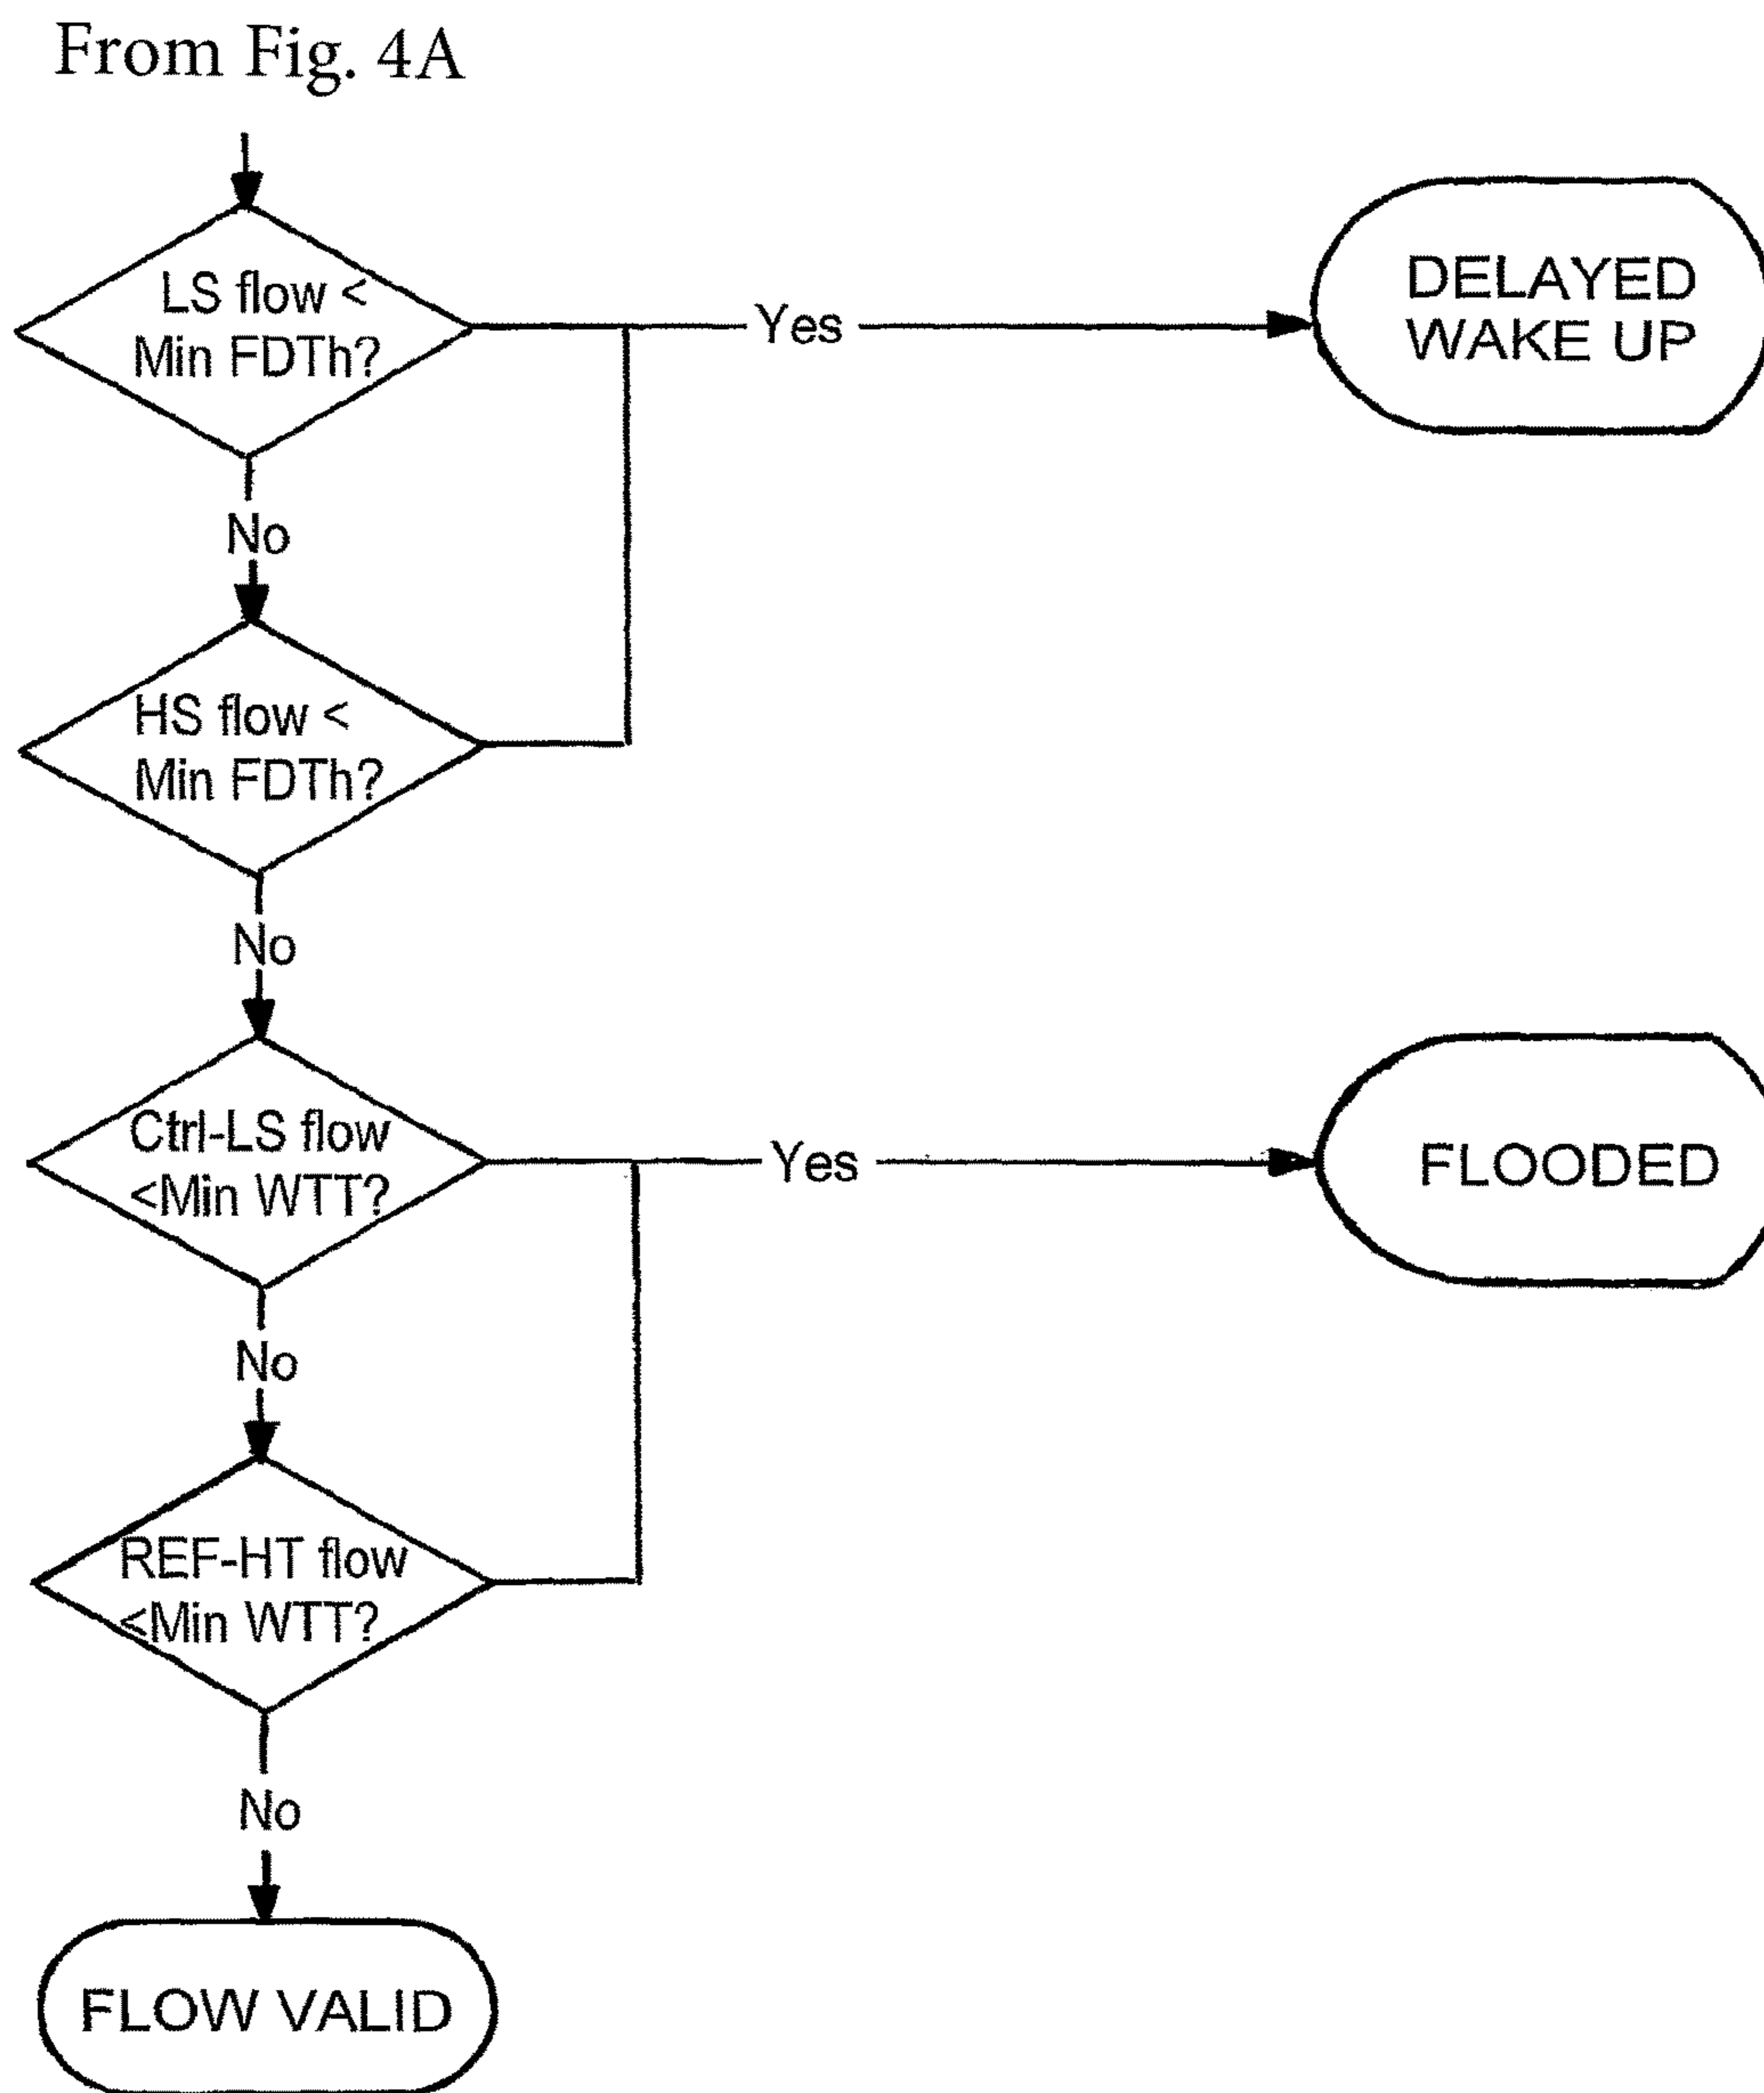 From Fig. 4A
LS flow <
Min FDTh?
Yes
DELAYED
WAKE UP
No
HS flow <
Min FDTh?
No
Ctrl-LS flow
<Min WTT?
Yes
FLOODED
No
REF-HT flow
<Min WTT?
No
FLOW VALID